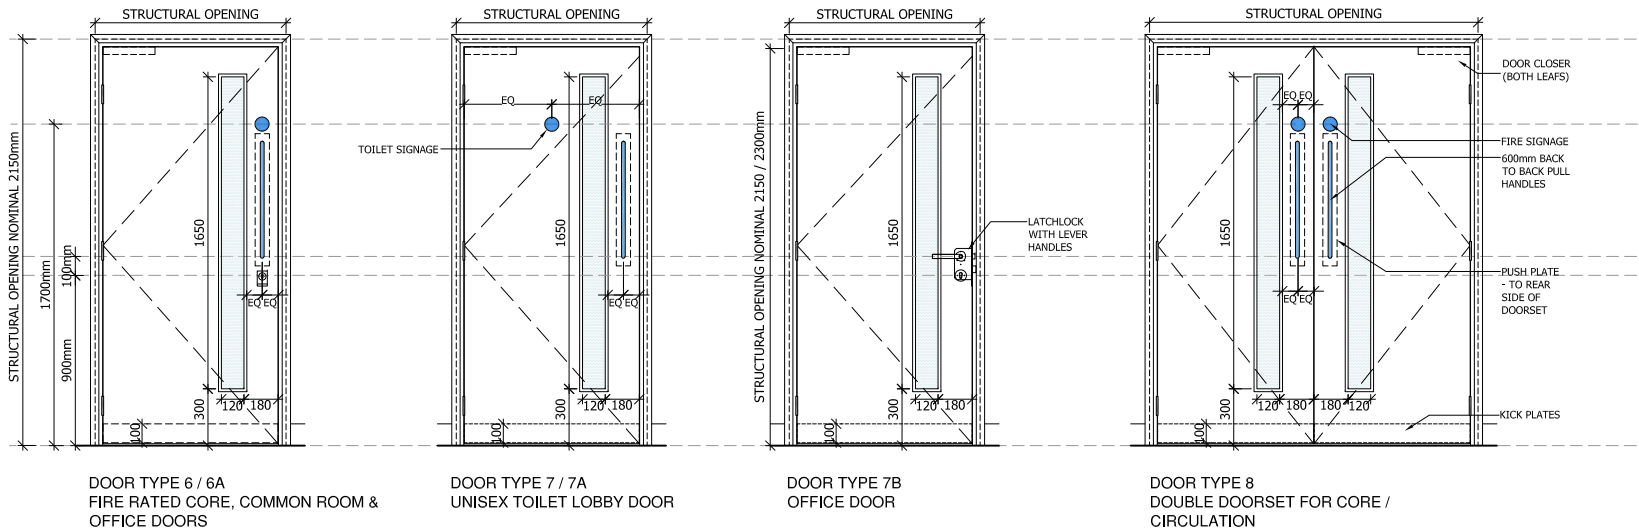 STRUCTURAL OPENING
STRUCTURAL OPENING
STRUCTURAL OPENING
STRUCTURAL OPENING
STRUCTURAL OPENING NOMINAL 2150mm
1700mm
100mm
900mm
1650
300
100
120
180
EQ
EQ
DOOR TYPE 6 / 6A
FIRE RATED CORE, COMMON ROOM &
OFFICE DOORS
EQ
EQ
TOILET SIGNAGE
1650
300
100
120
180
EQ
EQ
DOOR TYPE 7 / 7A
UNISEX TOILET LOBBY DOOR
STRUCTURAL OPENING NOMINAL 2150 / 2300mm
1650
300
100
120
180
LATCHLOCK
WITH LEVER
HANDLES
DOOR TYPE 7B
OFFICE DOOR
1650
300
100
EQ
EQ
EQ
EQ
120
180
180
120
DOOR CLOSER
(BOTH LEAFS)
FIRE SIGNAGE
600mm BACK
TO BACK PULL
HANDLES
PUSH PLATE
- TO REAR
SIDE OF
DOORSET
KICK PLATES
DOOR TYPE 8
DOUBLE DOORSET FOR CORE /
CIRCULATION